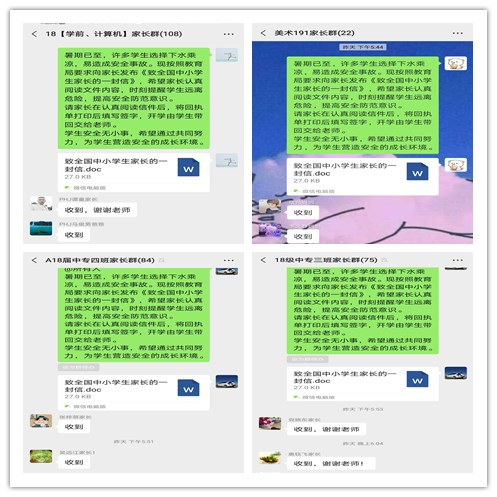 18【学前、计算机】家长群(108)
暑期已至，许多学生选择下水乘
凉，易造成安全事故。现按照教育
局要求向家长发布《致全国中小学
生家长的一封信》，希望家长认真
阅读文件内容，时刻提醒学生远离
危险，提高安全防范意识。
请家长在认真阅读信件后，将回执
单打印后填写签字，开学由学生带
回交给老师。
学生安全无小事，希望通过共同努
力，为学生营造安全的成长环境。
致全国中小学生家长的一
封信.doc
27.0 KB
W
微信电脑版
收到，谢谢老师
收到
美术191家长群(22)
昨天 下午5:44
暑期已至，许多学生选择下水乘
凉，易造成安全事故。现按照教育
局要求向家长发布《致全国中小学
生家长的一封信》，希望家长认真
阅读文件内容，时刻提醒学生远离
危险，提高安全防范意识。
请家长在认真阅读信件后，将回执
单打印后填写签字，开学由学生带
回交给老师。
学生安全无小事，希望通过共同努
力，为学生营造安全的成长环境。
致全国中小学生家长的一
封信.doc
27.0 KB
W
微信电脑版
收到
收到
A18届中专四班家长群(84)
@所有人
暑期已至，许多学生选择下水乘
凉，易造成安全事故。现按照教育
局要求向家长发布《致全国中小学
生家长的一封信》，希望家长认真
阅读文件内容，时刻提醒学生远离
危险，提高安全防范意识。
请家长在认真阅读信件后，将回执
单打印后填写签字，开学由学生带
回交给老师。
学生安全无小事，希望通过共同努
力，为学生营造安全的成长环境。
致全国中小学生家长的一
封信.doc
27.0 KB
W
微信电脑版
收到
昨天 下午5:51
收到
18级中专三班家长群(75)
暑期已至，许多学生选择下水乘
凉，易造成安全事故。现按照教育
局要求向家长发布《致全国中小学
生家长的一封信》，希望家长认真
阅读文件内容，时刻提醒学生远离
危险，提高安全防范意识。
请家长在认真阅读信件后，将回执
单打印后填写签字，开学由学生带
回交给老师。
学生安全无小事，希望通过共同努
力，为学生营造安全的成长环境。
致全国中小学生家长的一
封信.doc
27.0 KB
W
微信电脑版
昨天 下午5:53
收到，谢谢老师
昨天 晚上6:54
收到，谢谢老师！